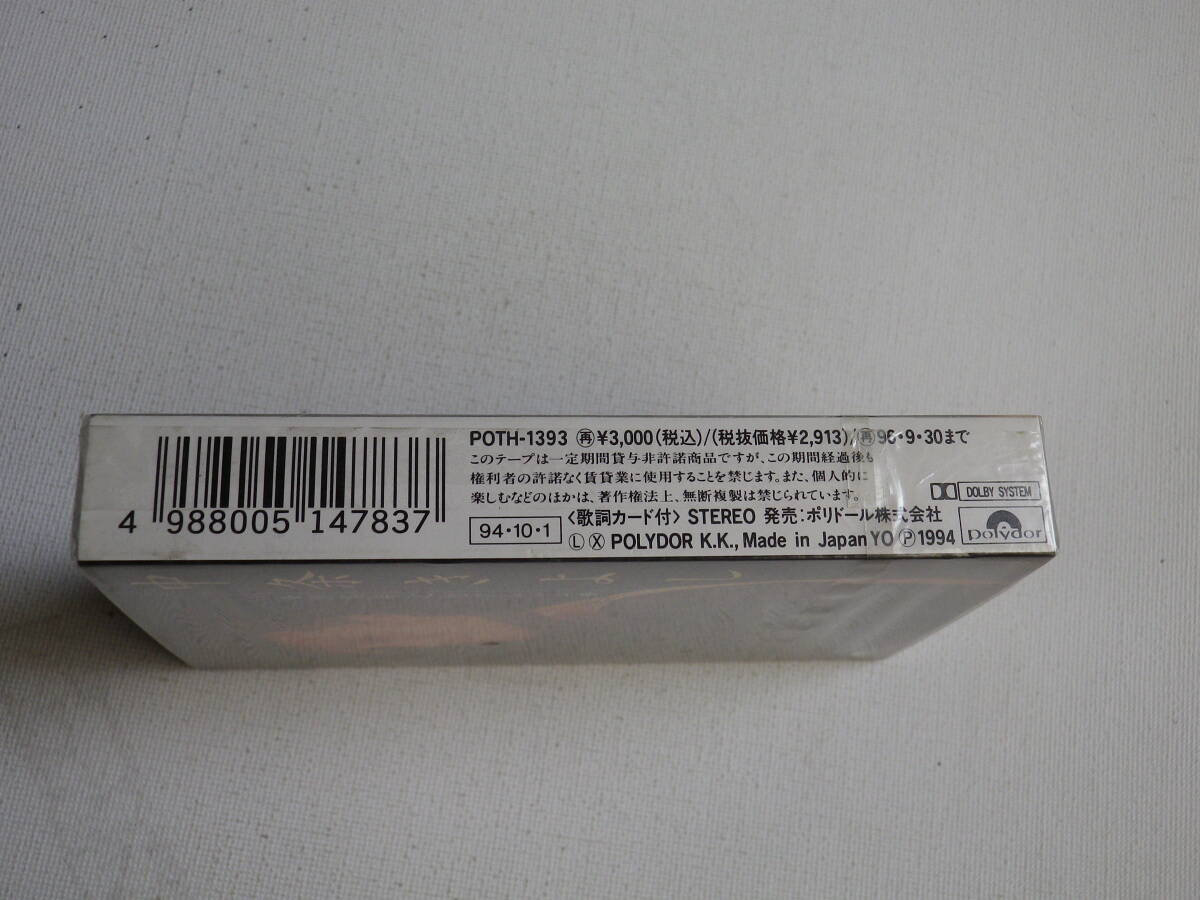 POTH-1393 再¥3,000(税込)/(税抜価格¥2,913)/再96・9・30まで
このテープは一定期間貸与非許諾商品ですが、この期間経過後も
権利者の許諾なく賃貸業に使用することを禁じます。また、個人的に
楽しむなどのほかは、著作権法上、無断複製は禁じられています。
DOLBY SYSTEM
4 988005 147837
94・10・1
〈歌詞カード付〉 STEREO 発売:ポリドール株式会社
Ⓛ Ⓧ POLYDOR K.K., Made in Japan YO Ⓟ 1994
polydor